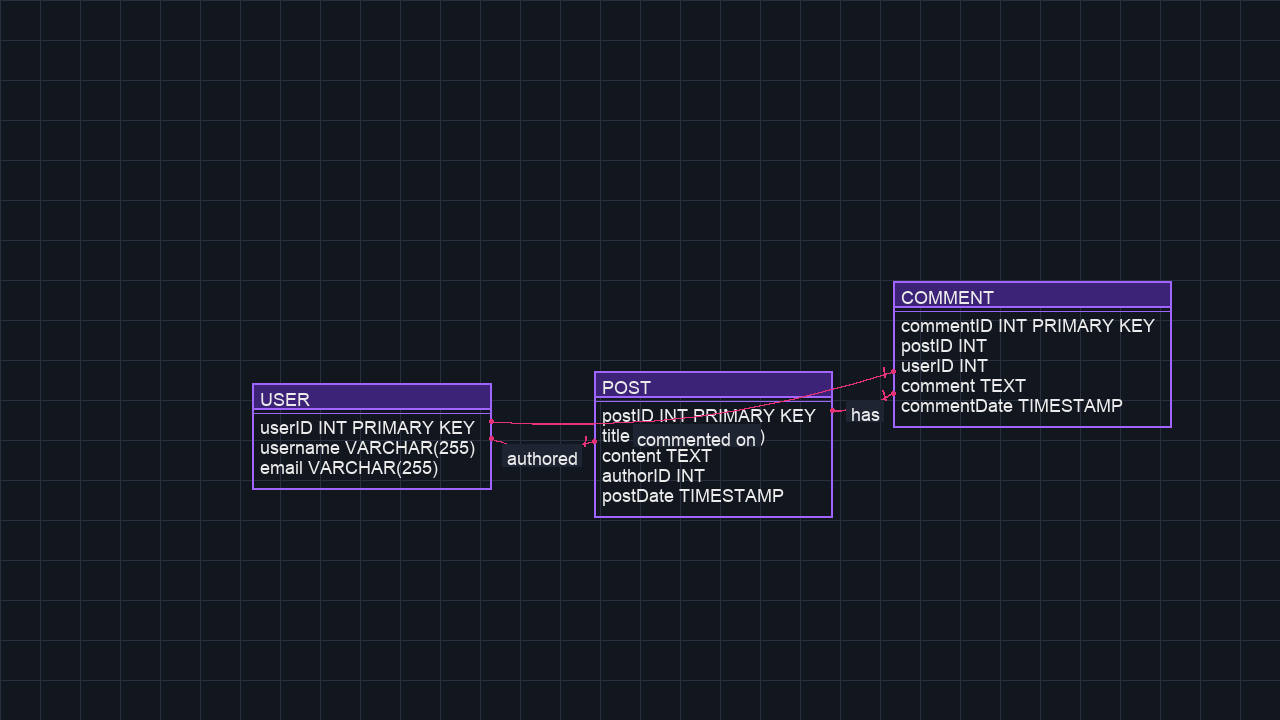 USER
userID INT PRIMARY KEY
username VARCHAR(255)
email VARCHAR(255)
authored
POST
postID INT PRIMARY KEY
title )
commented on
content TEXT
authorID INT
postDate TIMESTAMP
has
COMMENT
commentID INT PRIMARY KEY
postID INT
userID INT
comment TEXT
commentDate TIMESTAMP